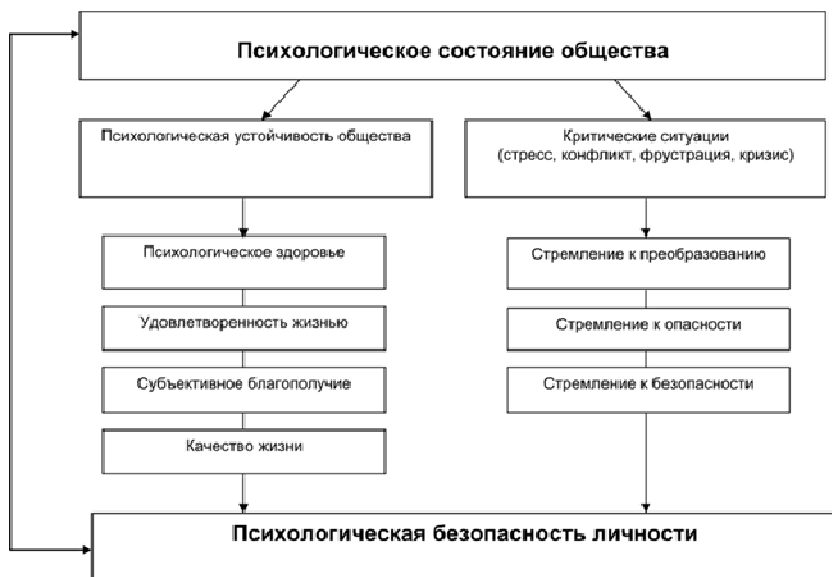 Психологическое состояние общества
Психологическая устойчивость общества
Критические ситуации
(стресс, конфликт, фрустрация, кризис)
Психологическое здоровье
Удовлетворенность жизнью
Субъективное благополучие
Качество жизни
Стремление к преобразованию
Стремление к опасности
Стремление к безопасности
Психологическая безопасность личности